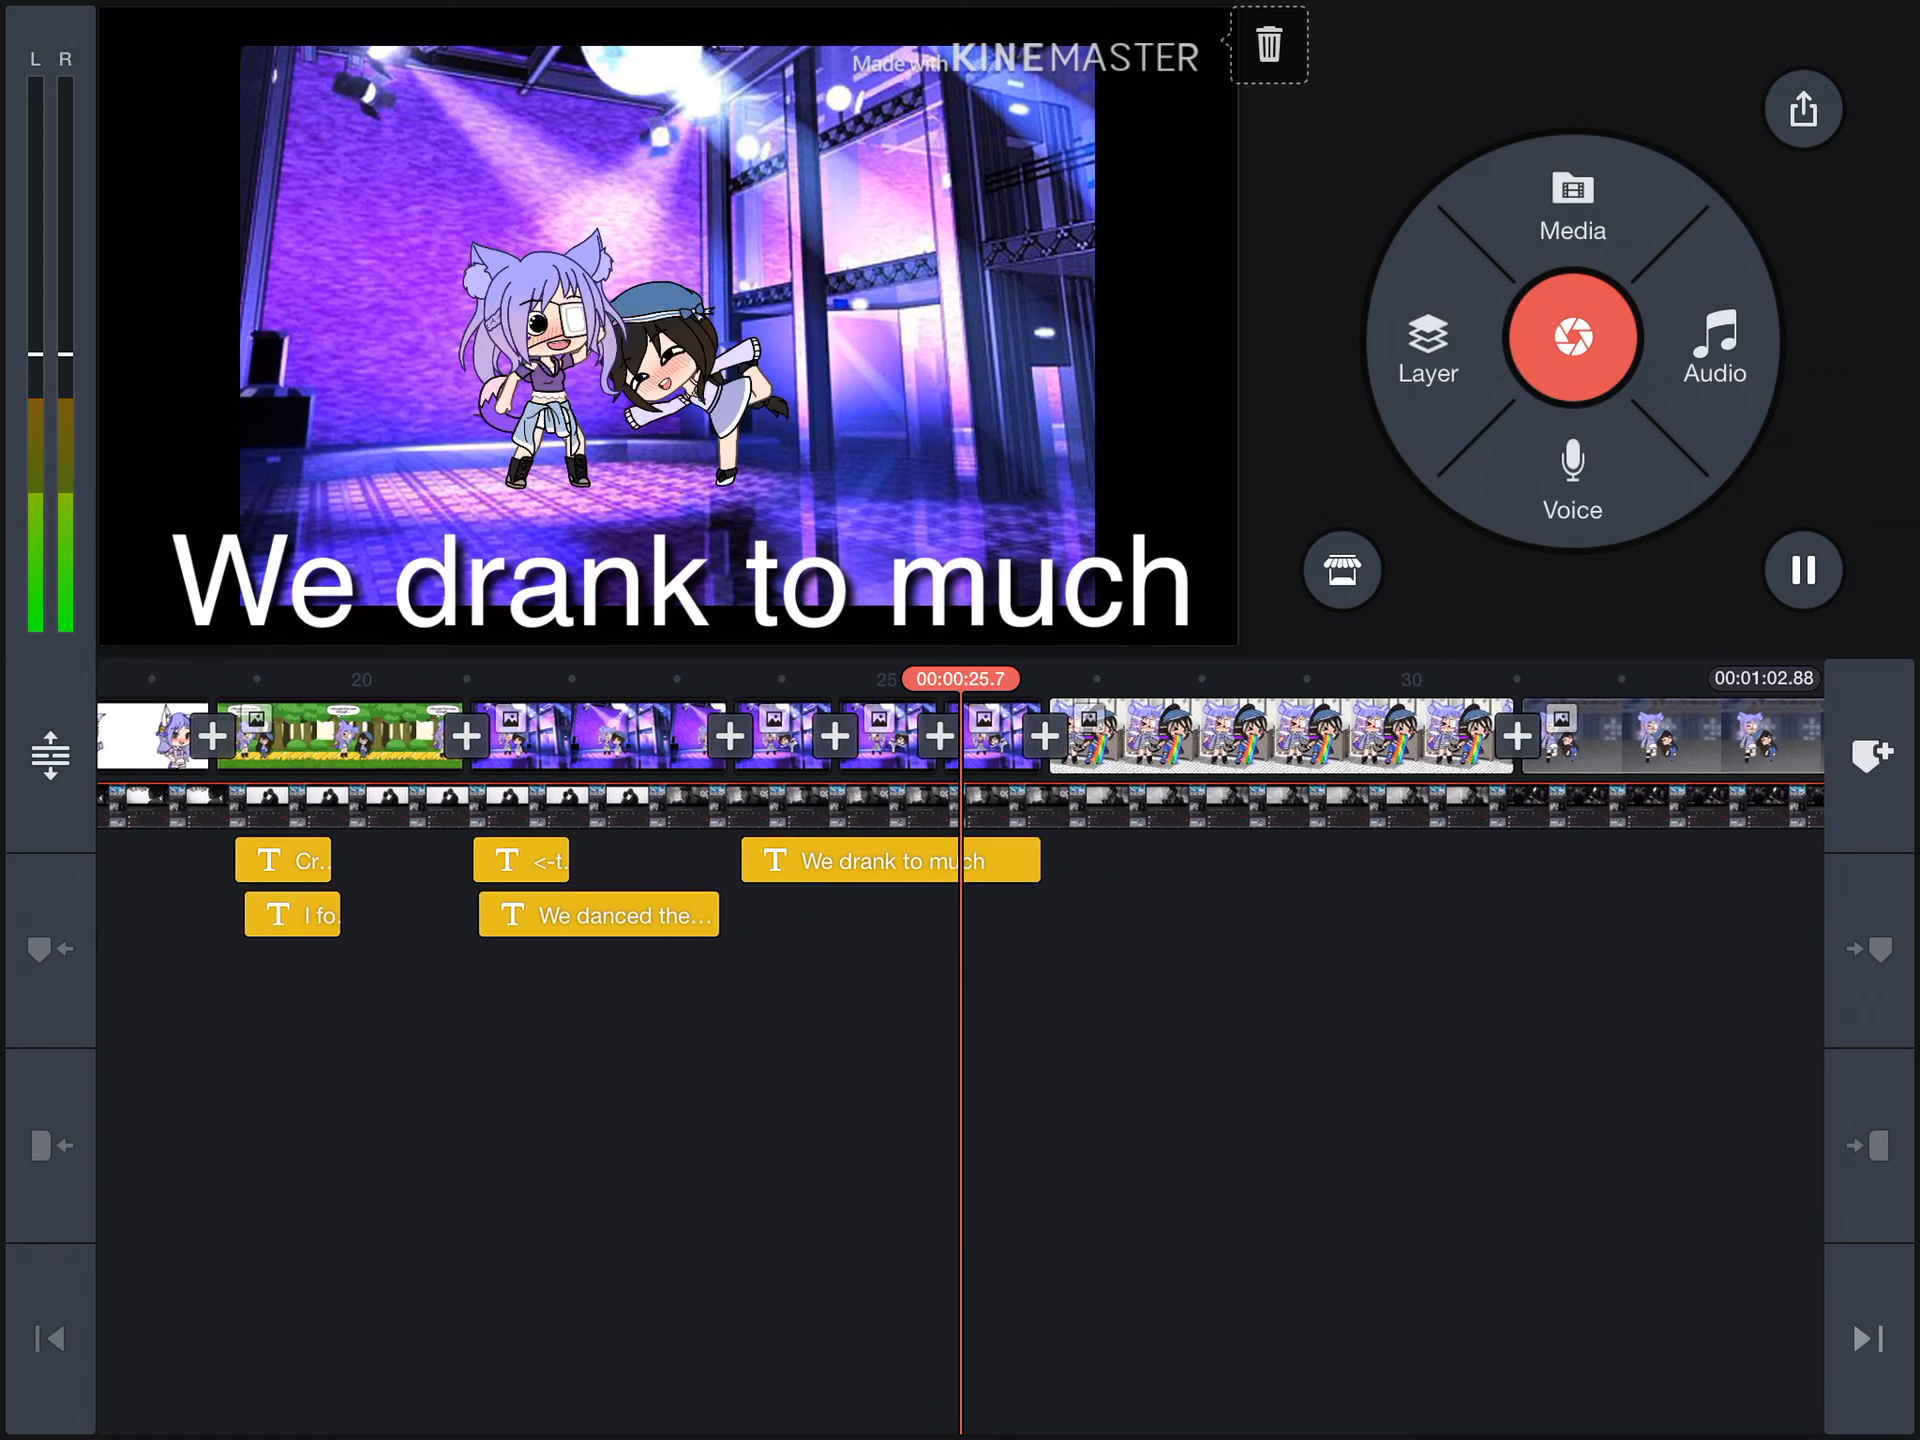 L R
Made with KINEMASTER
Media
Layer
Audio
Voice
We drank to much
20
25
00:00:25.7
30
00:01:02.88
T Cr..
T <-t.
T We drank to much
T I fo.
T We danced the...